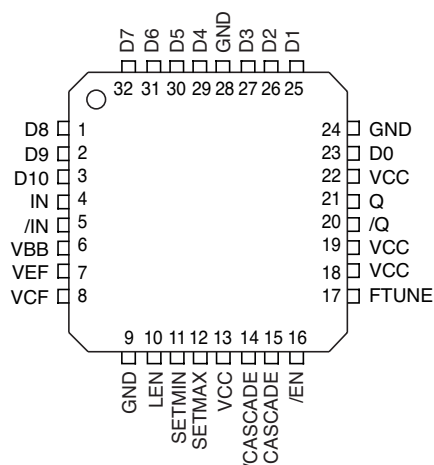 D7 D6 D5 D4 GND D3 D2 D1
32 31 30 29 28 27 26 25
D8 1 24 GND
D9 2 23 D0
D10 3 22 VCC
IN 4 21 Q
/IN 5 20 /Q
VBB 6 19 VCC
VEF 7 18 VCC
VCF 8 17 FTUNE
9 10 11 12 13 14 15 16
GND LEN SETMIN SETMAX VCC /CASCADE CASCADE /EN